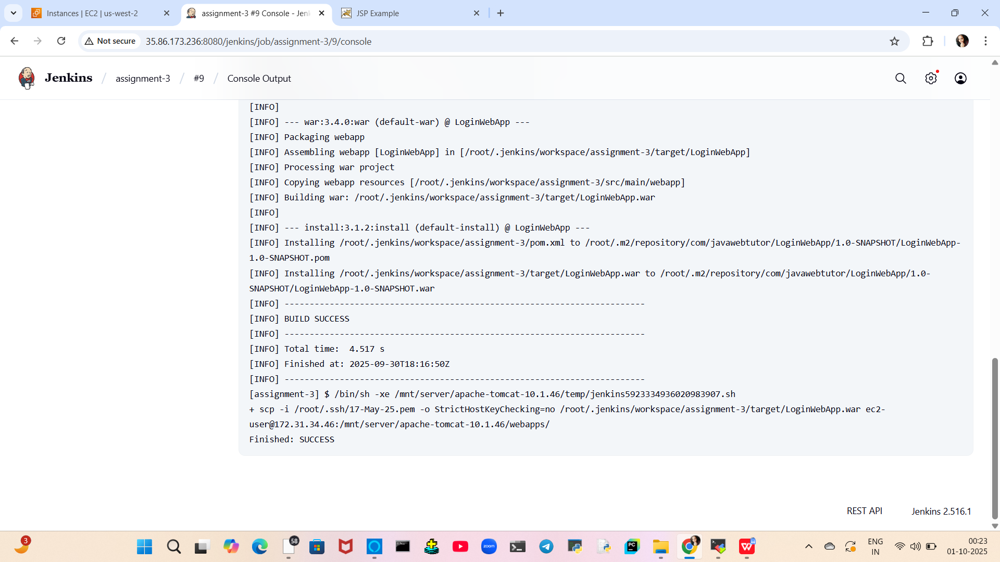 Instances | EC2 | us-west-2
assignment-3 #9 Console - Jenk
JSP Example
Not secure
35.86.173.236:8080/jenkins/job/assignment-3/9/console
Jenkins / assignment-3 / #9 / Console Output
[INFO]
[INFO] --- war:3.4.0:war (default-war) @ LoginWebApp ---
[INFO] Packaging webapp
[INFO] Assembling webapp [LoginWebApp] in [/root/.jenkins/workspace/assignment-3/target/LoginWebApp]
[INFO] Processing war project
[INFO] Copying webapp resources [/root/.jenkins/workspace/assignment-3/src/main/webapp]
[INFO] Building war: /root/.jenkins/workspace/assignment-3/target/LoginWebApp.war
[INFO]
[INFO] --- install:3.1.2:install (default-install) @ LoginWebApp ---
[INFO] Installing /root/.jenkins/workspace/assignment-3/pom.xml to /root/.m2/repository/com/javawebtutor/LoginWebApp/1.0-SNAPSHOT/LoginWebApp-
1.0-SNAPSHOT.pom
[INFO] Installing /root/.jenkins/workspace/assignment-3/target/LoginWebApp.war to /root/.m2/repository/com/javawebtutor/LoginWebApp/1.0-
SNAPSHOT/LoginWebApp-1.0-SNAPSHOT.war
[INFO] ------------------------------------------------------------------------
[INFO] BUILD SUCCESS
[INFO] ------------------------------------------------------------------------
[INFO] Total time:  4.517 s
[INFO] Finished at: 2025-09-30T18:16:50Z
[INFO] ------------------------------------------------------------------------
[assignment-3] $ /bin/sh -xe /mnt/server/apache-tomcat-10.1.46/temp/jenkins5923334936020983907.sh
+ scp -i /root/.ssh/17-May-25.pem -o StrictHostKeyChecking=no /root/.jenkins/workspace/assignment-3/target/LoginWebApp.war ec2-
user@172.31.34.46:/mnt/server/apache-tomcat-10.1.46/webapps/
Finished: SUCCESS
REST API
Jenkins 2.516.1
3
58
zoom
PC
W
ENG
IN
00:23
01-10-2025